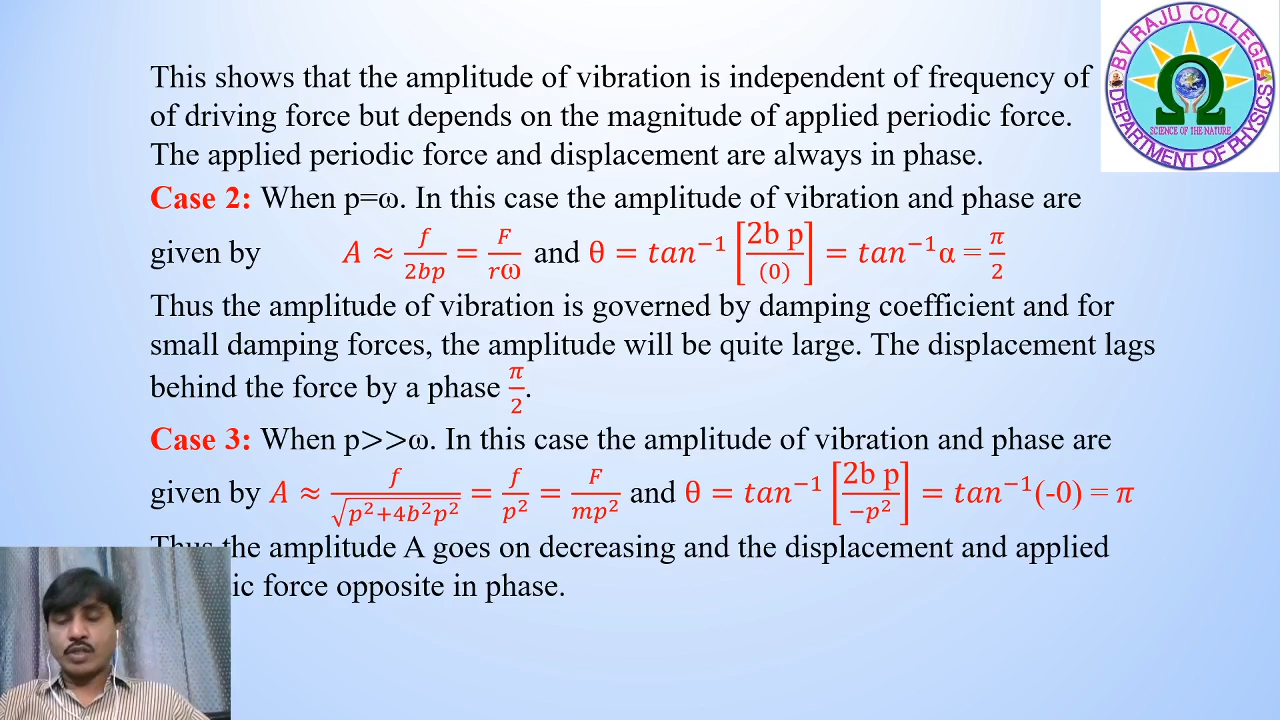 This shows that the amplitude of vibration is independent of frequency of
of driving force but depends on the magnitude of applied periodic force.
The applied periodic force and displacement are always in phase.
Case 2: When p=ω. In this case the amplitude of vibration and phase are
given by A ≈ f/2bp = F/rω and θ = tan⁻¹ [2b p/(0)] = tan⁻¹α = π/2
Thus the amplitude of vibration is governed by damping coefficient and for
small damping forces, the amplitude will be quite large. The displacement lags
behind the force by a phase π/2.
Case 3: When p>>ω. In this case the amplitude of vibration and phase are
given by A ≈ f/√(p²+4b²p²) = f/p² = F/mp² and θ = tan⁻¹ [2b p/−p²] = tan⁻¹(-0) = π
Thus the amplitude A goes on decreasing and the displacement and applied
ic force opposite in phase.
BV RAJU COLLEGE
Ω
SCIENCE OF THE NATURE
DEPARTMENT OF PHYSICS